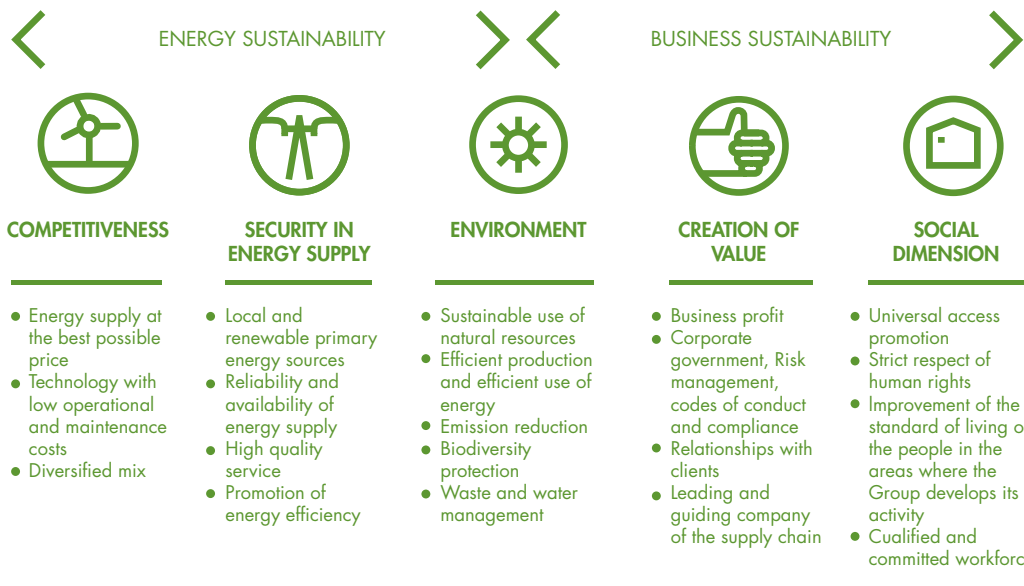 ENERGY SUSTAINABILITY
BUSINESS SUSTAINABILITY
COMPETITIVENESS
● Energy supply at
the best possible
price
● Technology with
low operational
and maintenance
costs
● Diversified mix
SECURITY IN
ENERGY SUPPLY
● Local and
renewable primary
energy sources
● Reliability and
availability of
energy supply
● High quality
service
● Promotion of
energy efficiency
ENVIRONMENT
● Sustainable use of
natural resources
● Efficient production
and efficient use of
energy
● Emission reduction
● Biodiversity
protection
● Waste and water
management
CREATION OF
VALUE
● Business profit
● Corporate
government, Risk
management,
codes of conduct
and compliance
● Relationships with
clients
● Leading and
guiding company
of the supply chain
SOCIAL
DIMENSION
● Universal access
promotion
● Strict respect of
human rights
● Improvement of the
standard of living o
the people in the
areas where the
Group develops its
activity
● Cualified and
committed workforc